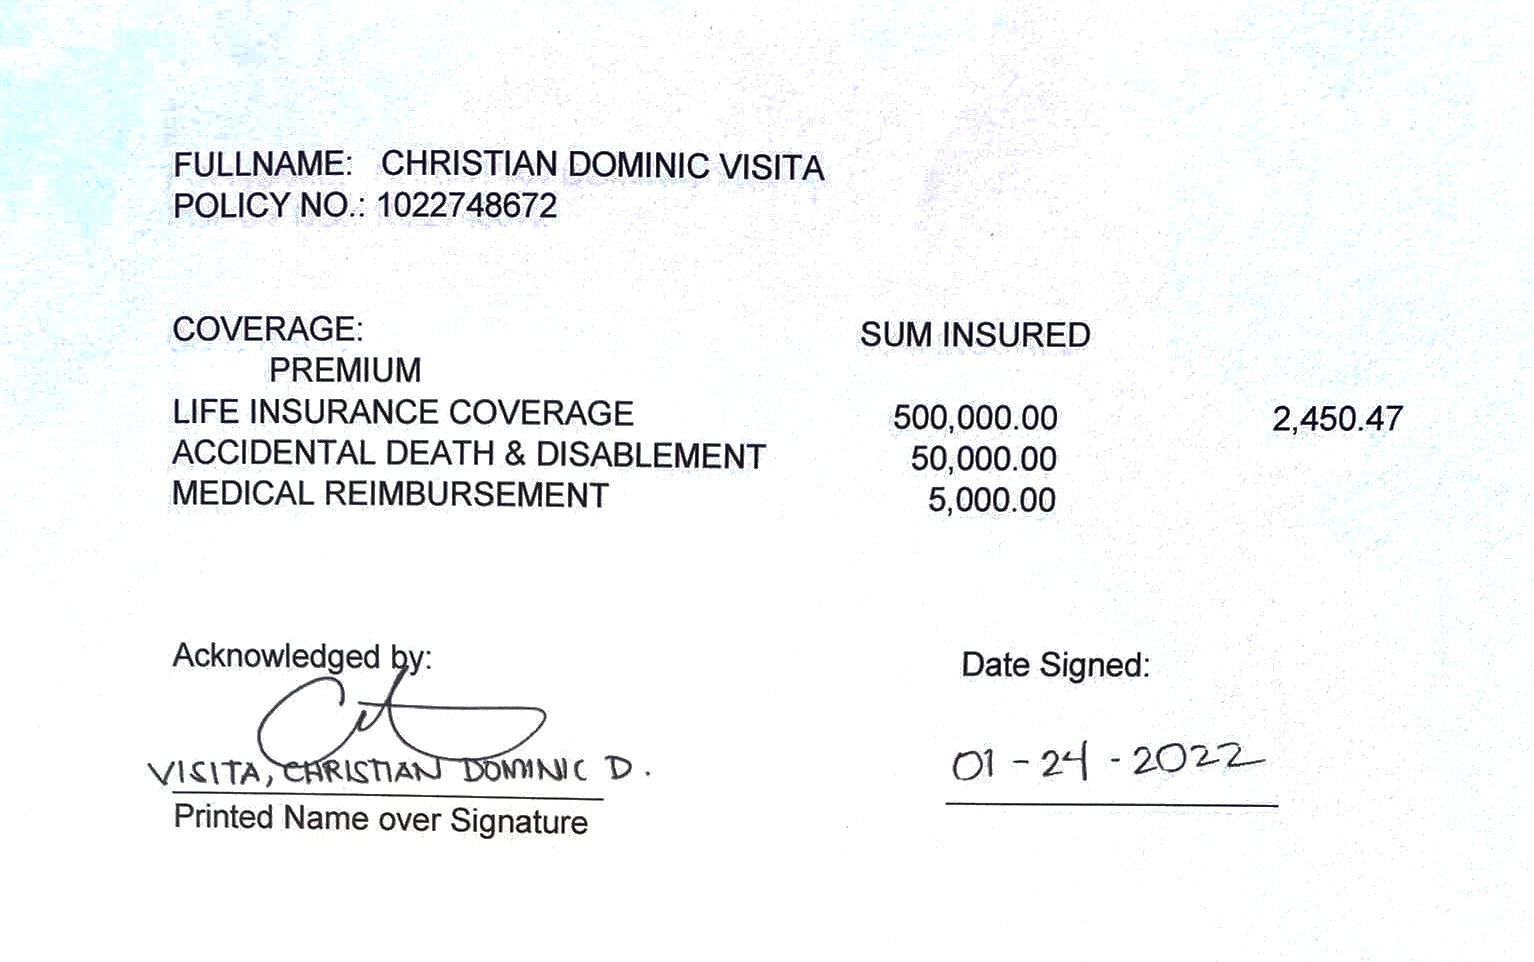 FULLNAME: CHRISTIAN DOMINIC VISITA
POLICY NO.: 1022748672
COVERAGE: SUM INSURED
PREMIUM
LIFE INSURANCE COVERAGE 500,000.00 2,450.47
ACCIDENTAL DEATH & DISABLEMENT 50,000.00
MEDICAL REIMBURSEMENT 5,000.00
Acknowledged by: Date Signed:
VISITA, CHRISTIAN DOMINIC D. 01-24-2022
Printed Name over Signature